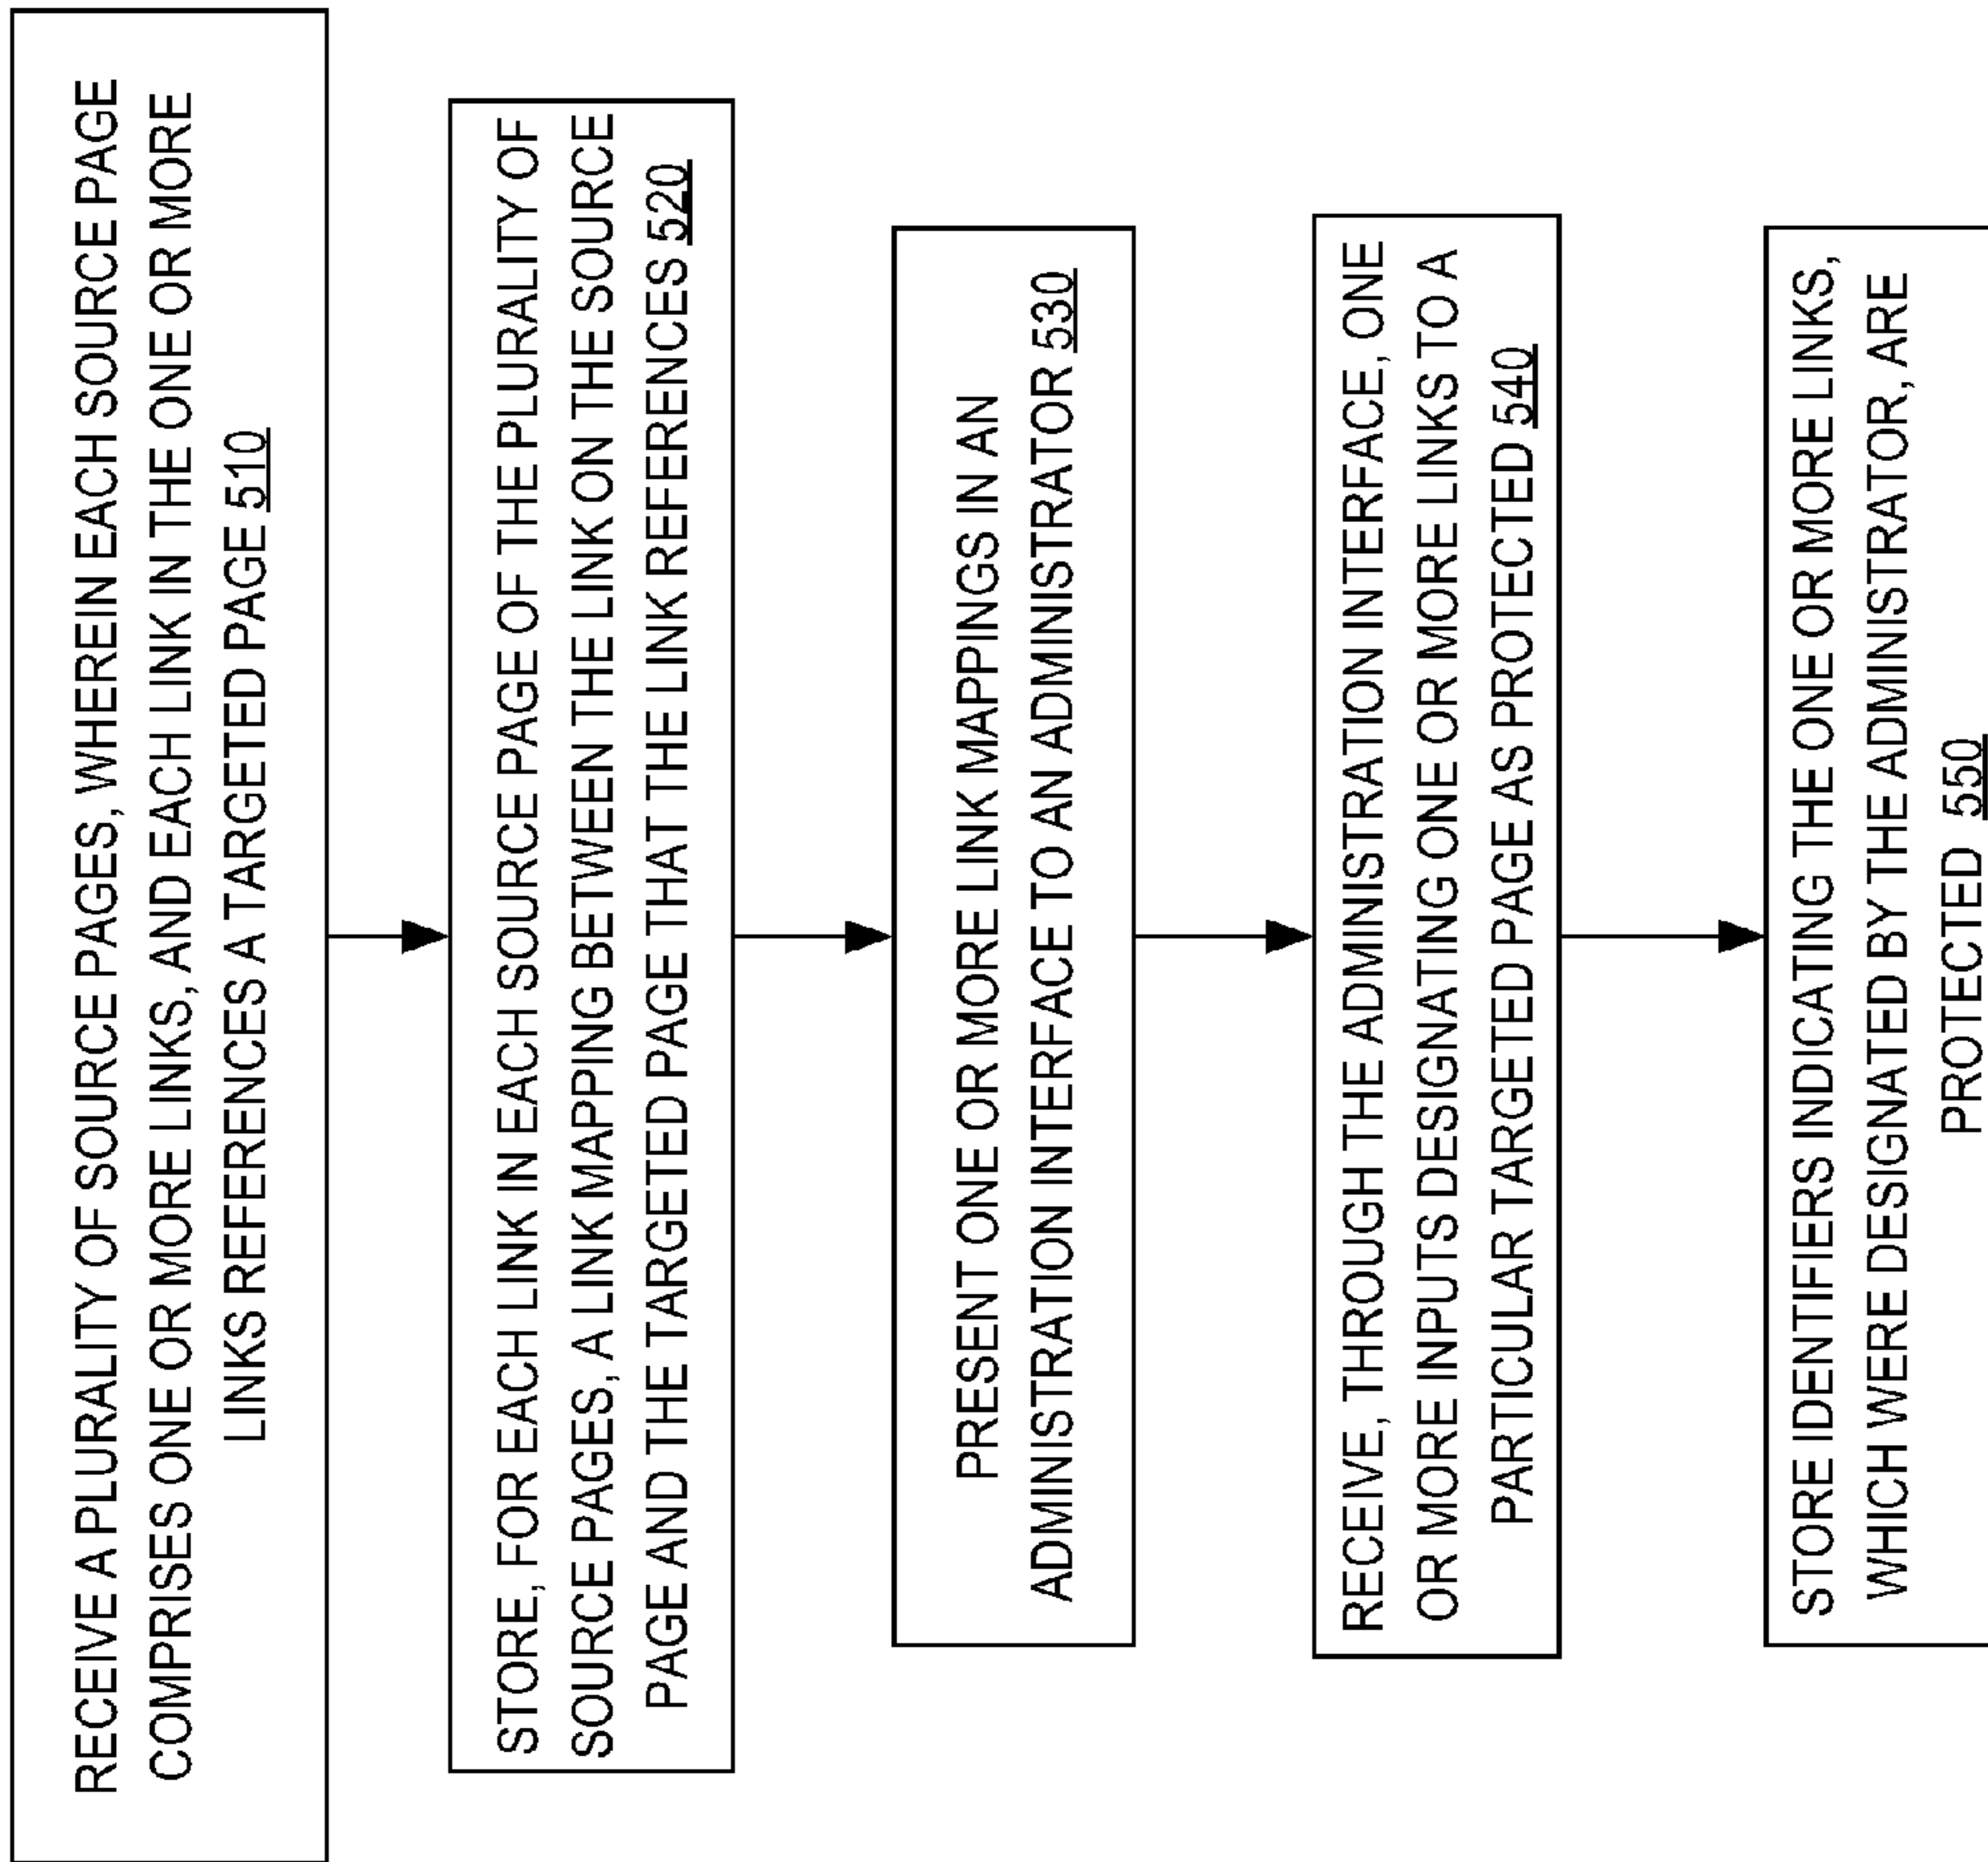 RECEIVE A PLURALITY OF SOURCE PAGES, WHEREIN EACH SOURCE PAGE
COMPRISES ONE OR MORE LINKS, AND EACH LINK IN THE ONE OR MORE
LINKS REFERENCES A TARGETED PAGE 510
STORE, FOR EACH LINK IN EACH SOURCE PAGE OF THE PLURALITY OF
SOURCE PAGES, A LINK MAPPING BETWEEN THE LINK ON THE SOURCE
PAGE AND THE TARGETED PAGE THAT THE LINK REFERENCES 520
PRESENT ONE OR MORE LINK MAPPINGS IN AN
ADMINISTRATION INTERFACE TO AN ADMINISTRATOR 530
RECEIVE, THROUGH THE ADMINISTRATION INTERFACE, ONE
OR MORE INPUTS DESIGNATING ONE OR MORE LINKS TO A
PARTICULAR TARGETED PAGE AS PROTECTED 540
STORE IDENTIFIERS INDICATING THE ONE OR MORE LINKS,
WHICH WERE DESIGNATED BY THE ADMINISTRATOR, ARE
PROTECTED 550